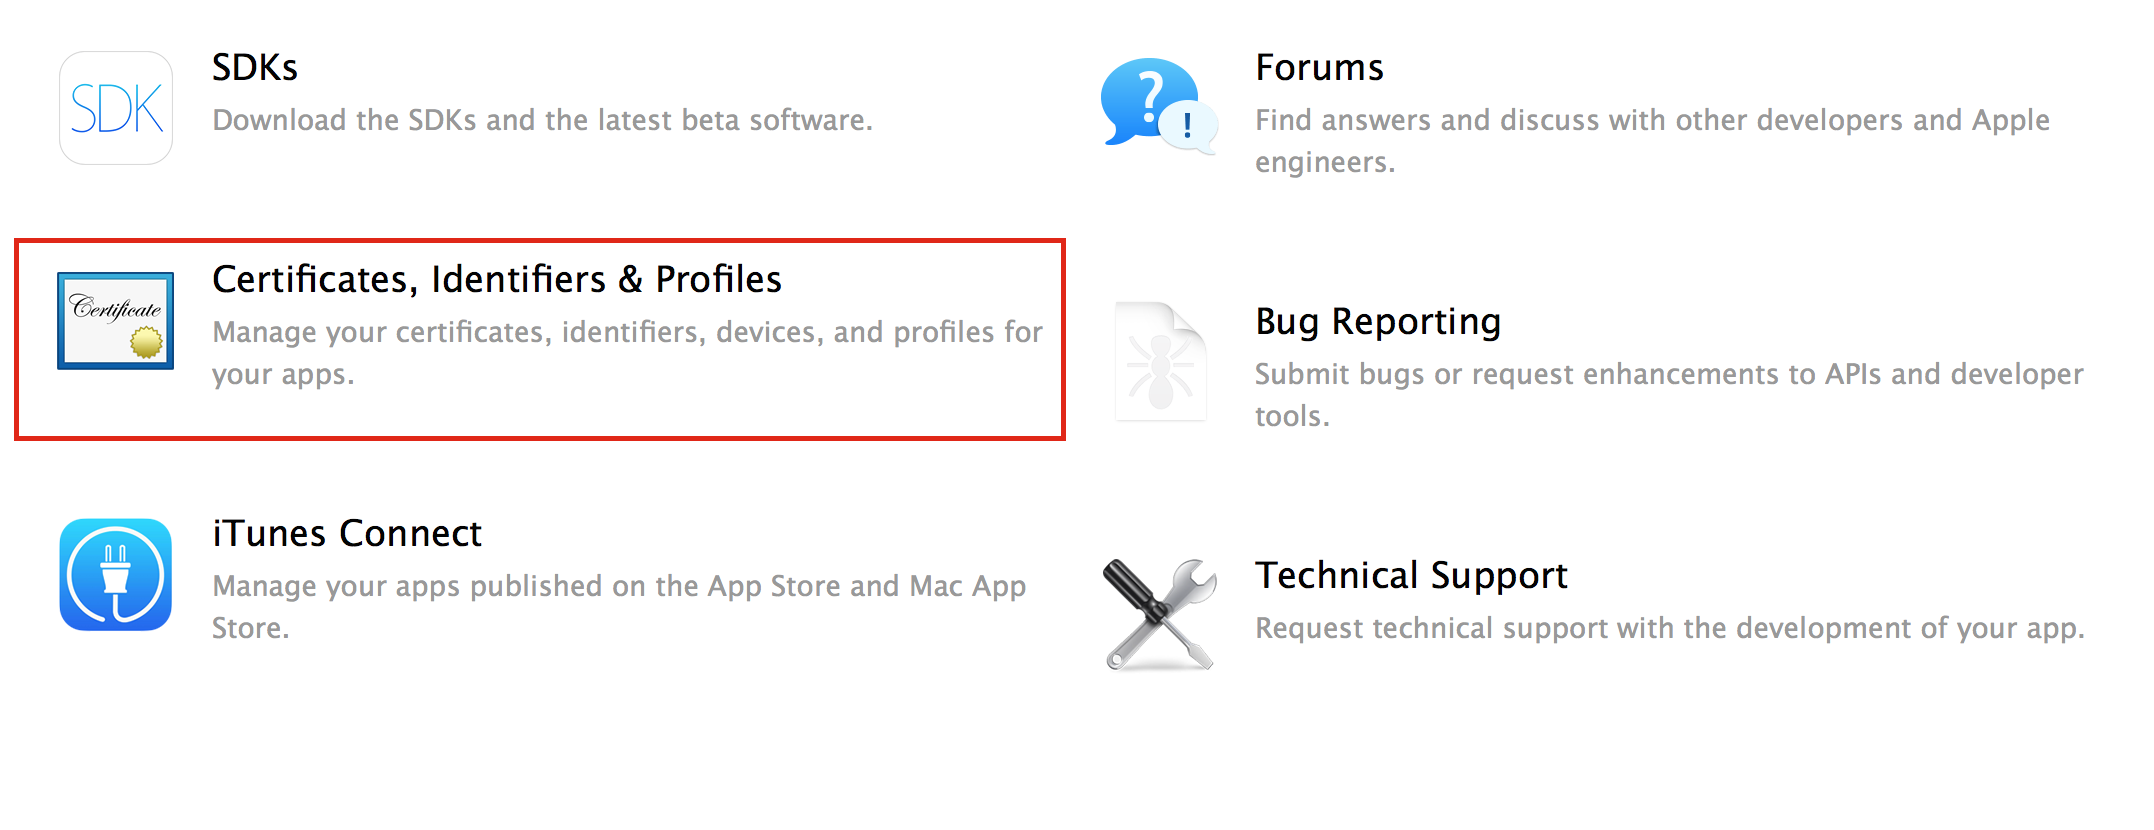 SDK
SDKs
Download the SDKs and the latest beta software.
Certificate
Certificates, Identifiers & Profiles
Manage your certificates, identifiers, devices, and profiles for
your apps.
iTunes Connect
Manage your apps published on the App Store and Mac App
Store.
?
!
Forums
Find answers and discuss with other developers and Apple
engineers.
Bug Reporting
Submit bugs or request enhancements to APIs and developer
tools.
Technical Support
Request technical support with the development of your app.